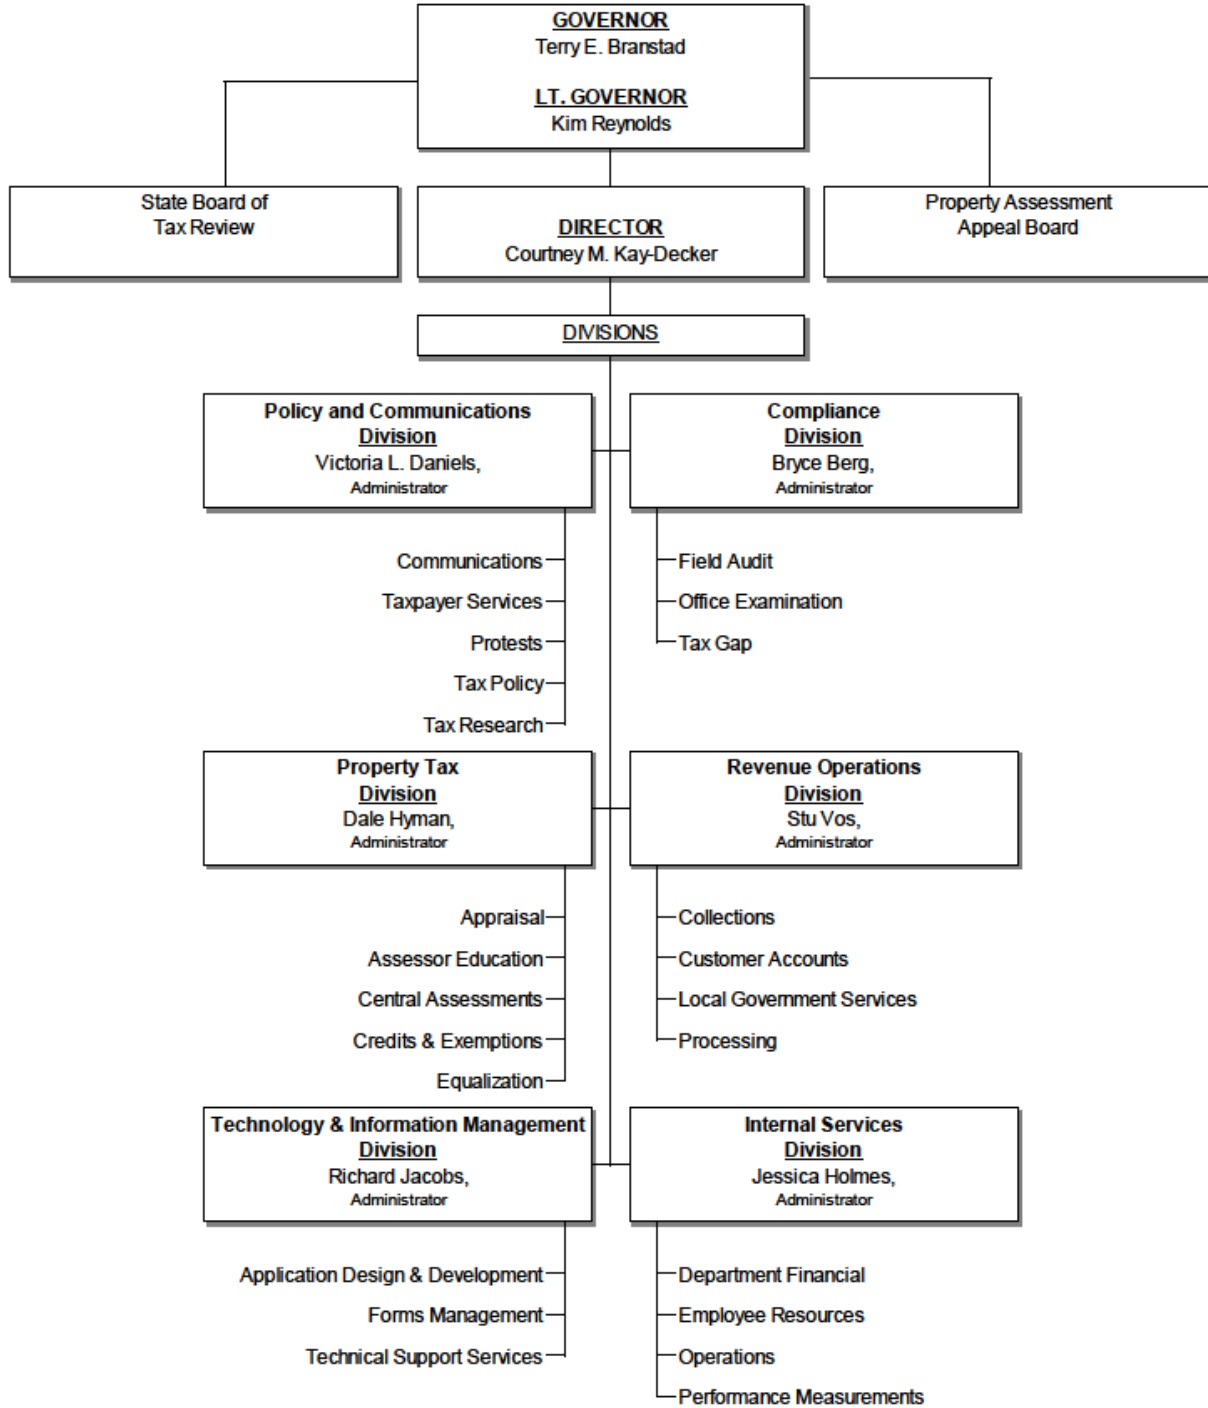 GOVERNOR
Terry E. Branstad
LT. GOVERNOR
Kim Reynolds
State Board of
Tax Review
DIRECTOR
Courtney M. Kay-Decker
Property Assessment
Appeal Board
DIVISIONS
Policy and Communications
Division
Victoria L. Daniels,
Administrator
Compliance
Division
Bryce Berg,
Administrator
Communications
Taxpayer Services
Protests
Tax Policy
Tax Research
Field Audit
Office Examination
Tax Gap
Property Tax
Division
Dale Hyman,
Administrator
Revenue Operations
Division
Stu Vos,
Administrator
Appraisal
Assessor Education
Central Assessments
Credits & Exemptions
Equalization
Collections
Customer Accounts
Local Government Services
Processing
Technology & Information Management
Division
Richard Jacobs,
Administrator
Internal Services
Division
Jessica Holmes,
Administrator
Application Design & Development
Forms Management
Technical Support Services
Department Financial
Employee Resources
Operations
Performance Measurements